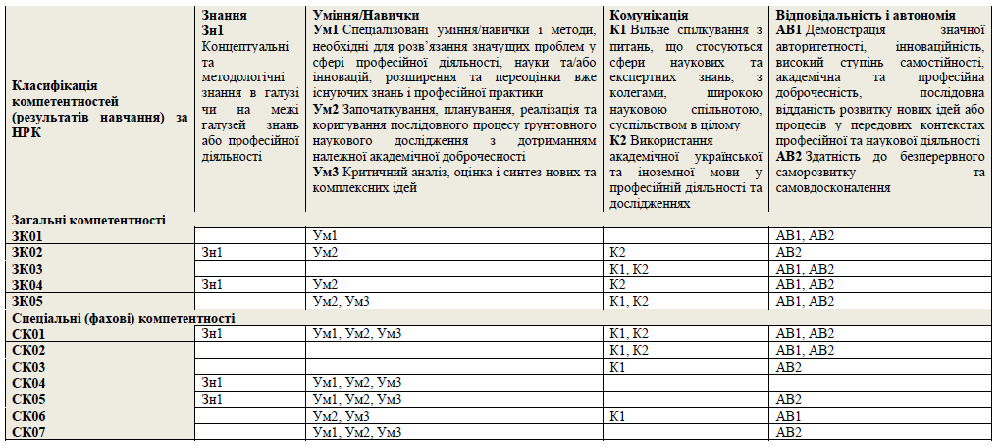 Класифікація
компетентностей
(результатів навчання) за
НРК
Знання
Зн1
Концептуальні
та
методологічні
знання в галузі
чи на межі
галузей знань
або професійної
діяльності
Уміння/Навички
Ум1 Спеціалізовані уміння/навички і методи,
необхідні для розв’язання значущих проблем у
сфері професійної діяльності, науки та/або
інновацій, розширення та переоцінки вже
існуючих знань і професійної практики
Ум2 Започаткування, планування, реалізація та
коригування послідовного процесу ґрунтовного
наукового дослідження з дотриманням
належної академічної доброчесності
Ум3 Критичний аналіз, оцінка і синтез нових та
комплексних ідей
Комунікація
К1 Вільне спілкування з
питань, що стосуються
сфери наукових та
експертних знань, з
колегами, широкою
науковою спільнотою,
суспільством в цілому
К2 Використання
академічної української
та іноземної мови у
професійній діяльності та
дослідженнях
Відповідальність і автономія
АВ1 Демонстрація значної
авторитетності, інноваційність,
високий ступінь самостійності,
академічна та професійна
доброчесність, послідовна
відданість розвитку нових ідей або
процесів у передових контекстах
професійної та наукової діяльності
АВ2 Здатність до безперервного
саморозвитку та
самовдосконалення
Загальні компетентності
ЗК01 Ум1 АВ1, АВ2
ЗК02 Зн1 Ум2 К2 АВ2
ЗК03 К1, К2 АВ1, АВ2
ЗК04 Зн1 Ум2 К2 АВ1, АВ2
ЗК05 Ум2, Ум3 К1, К2 АВ1, АВ2
Спеціальні (фахові) компетентності
СК01 Зн1 Ум1, Ум2, Ум3 К1, К2 АВ1, АВ2
СК02 К1, К2 АВ1, АВ2
СК03 К1 АВ2
СК04 Зн1 Ум1, Ум2, Ум3
СК05 Зн1 Ум1, Ум2, Ум3 АВ2
СК06 Ум2, Ум3 К1 АВ1
СК07 Ум1, Ум2, Ум3 АВ2